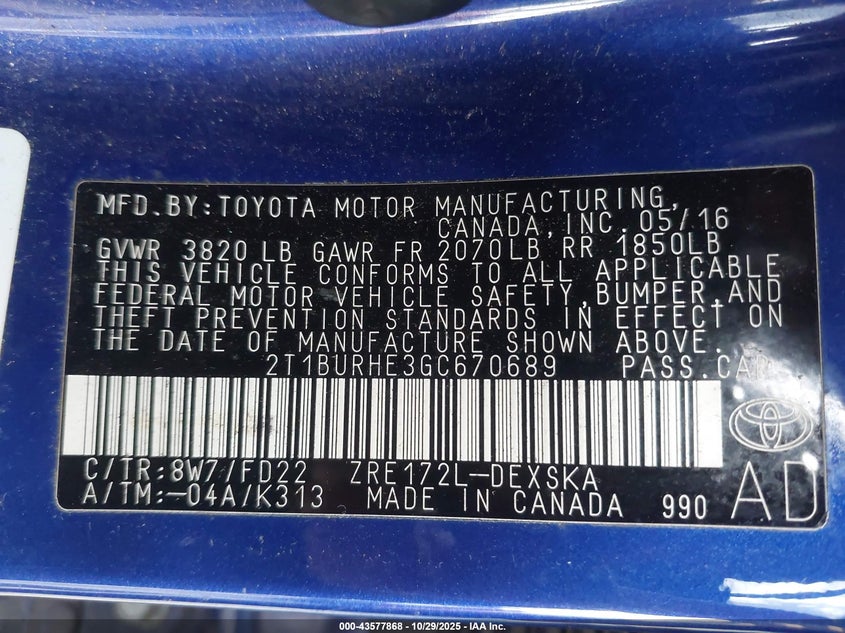 MFD.BY:TOYOTA MOTOR MANUFACTURING,
CANADA,INC.05/16
GVWR 3820 LB GAWR FR 2070LB RR 1850LB
THIS VEHICLE CONFORMS TO ALL APPLICABLE
FEDERAL MOTOR VEHICLE SAFETY,BUMPER,AND
THEFT PREVENTION STANDARDS IN EFFECT ON
THE DATE OF MANUFACTURE SHOWN ABOVE.
2T1BURHE3GC670689 PASS.CAR
C/TR:8W7/FD22 ZRE172L-DEXSKA
A/TM:-04A/K313 MADE IN CANADA 990 AD
000-43577868 - 10/29/2025 - IAA Inc.